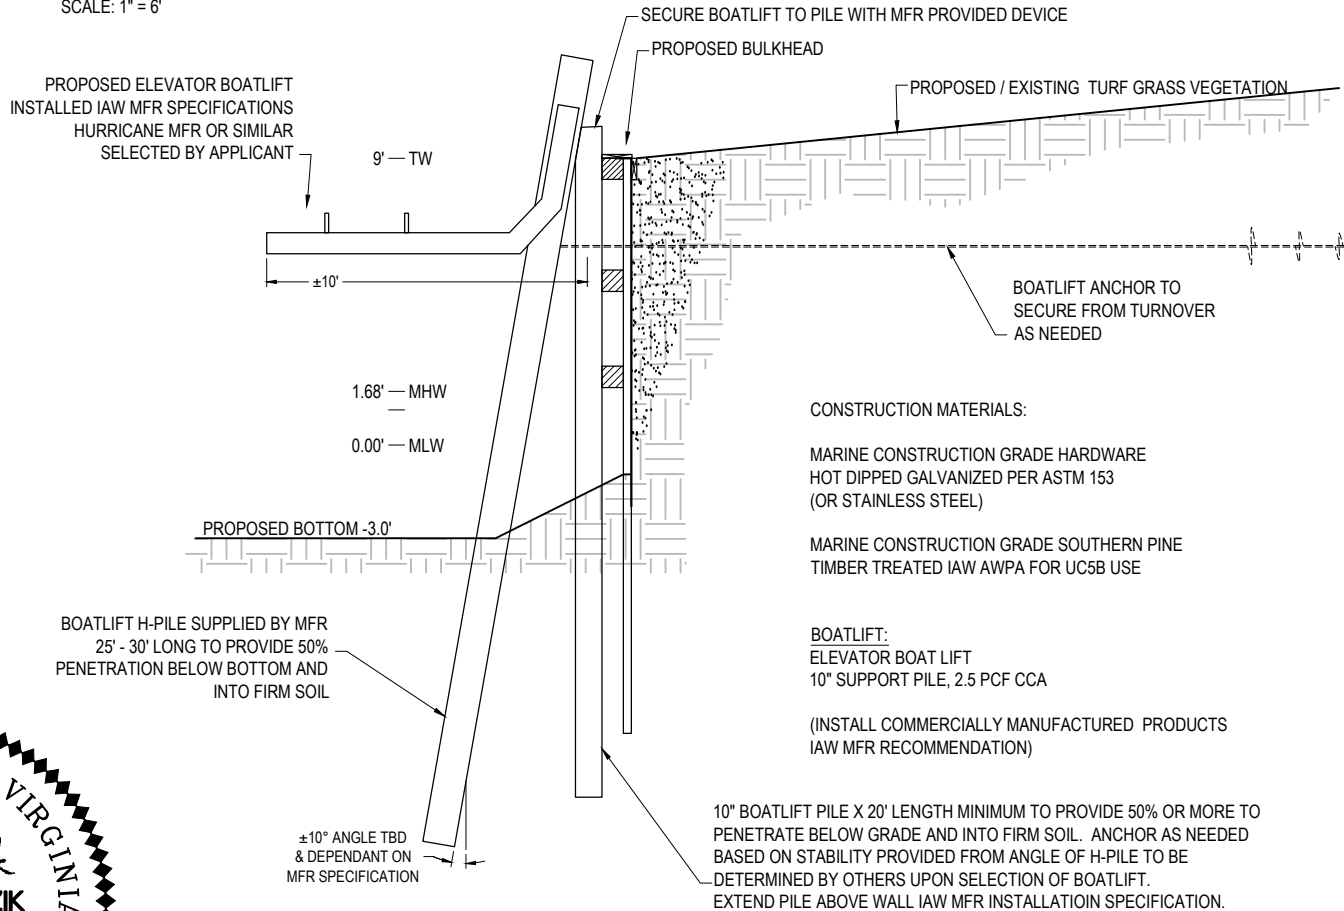 SCALE: 1" = 6'
SECURE BOATLIFT TO PILE WITH MFR PROVIDED DEVICE
PROPOSED BULKHEAD
PROPOSED ELEVATOR BOATLIFT
INSTALLED IAW MFR SPECIFICATIONS
HURRICANE MFR OR SIMILAR
SELECTED BY APPLICANT
PROPOSED / EXISTING TURF GRASS VEGETATION
9' — TW
±10'
BOATLIFT ANCHOR TO
SECURE FROM TURNOVER
AS NEEDED
1.68' — MHW
0.00' — MLW
CONSTRUCTION MATERIALS:
MARINE CONSTRUCTION GRADE HARDWARE
HOT DIPPED GALVANIZED PER ASTM 153
(OR STAINLESS STEEL)
MARINE CONSTRUCTION GRADE SOUTHERN PINE
TIMBER TREATED IAW AWPA FOR UC5B USE
PROPOSED BOTTOM -3.0'
BOATLIFT H-PILE SUPPLIED BY MFR
25' - 30' LONG TO PROVIDE 50%
PENETRATION BELOW BOTTOM AND
INTO FIRM SOIL
BOATLIFT:
ELEVATOR BOAT LIFT
10" SUPPORT PILE, 2.5 PCF CCA
(INSTALL COMMERCIALLY MANUFACTURED PRODUCTS
IAW MFR RECOMMENDATION)
±10° ANGLE TBD
& DEPENDANT ON
MFR SPECIFICATION
10" BOATLIFT PILE X 20' LENGTH MINIMUM TO PROVIDE 50% OR MORE TO
PENETRATE BELOW GRADE AND INTO FIRM SOIL. ANCHOR AS NEEDED
BASED ON STABILITY PROVIDED FROM ANGLE OF H-PILE TO BE
DETERMINED BY OTHERS UPON SELECTION OF BOATLIFT.
EXTEND PILE ABOVE WALL IAW MFR INSTALLATIOIN SPECIFICATION.
VIRGINIA